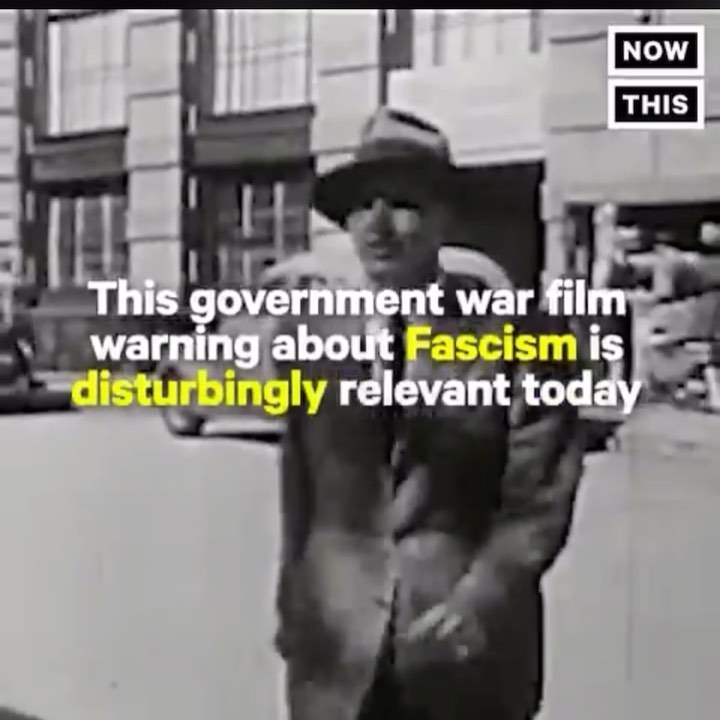 NOW
THIS
This government war film
warning about Fascism is
disturbingly relevant today